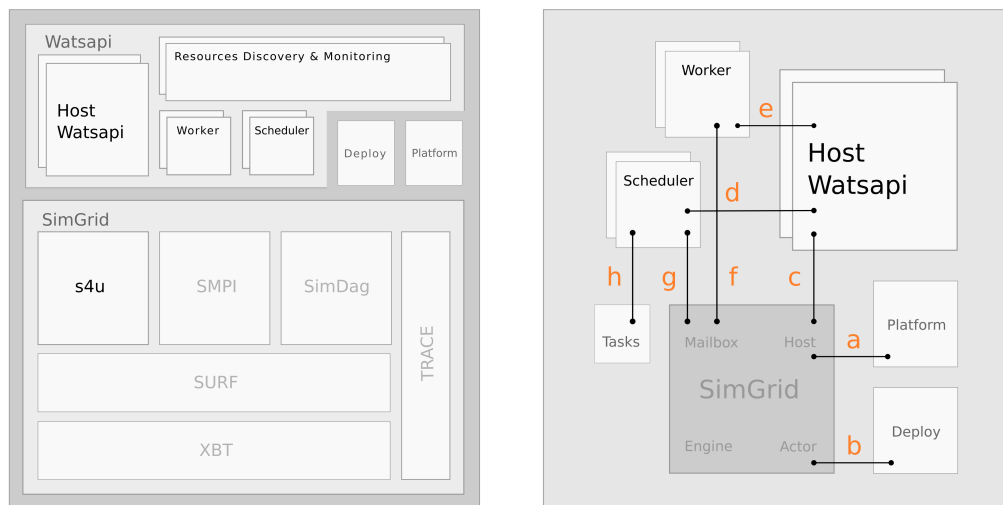 Watsapi
Resources Discovery & Monitoring
Host
Watsapi
Worker
Scheduler
Deploy
Platform
SimGrid
s4u
SMPI
SimDag
TRACE
SURF
XBT
Worker
e
Host
Watsapi
Scheduler
d
h
g
f
c
Tasks
Mailbox
Host
a
Platform
SimGrid
Engine
Actor
b
Deploy